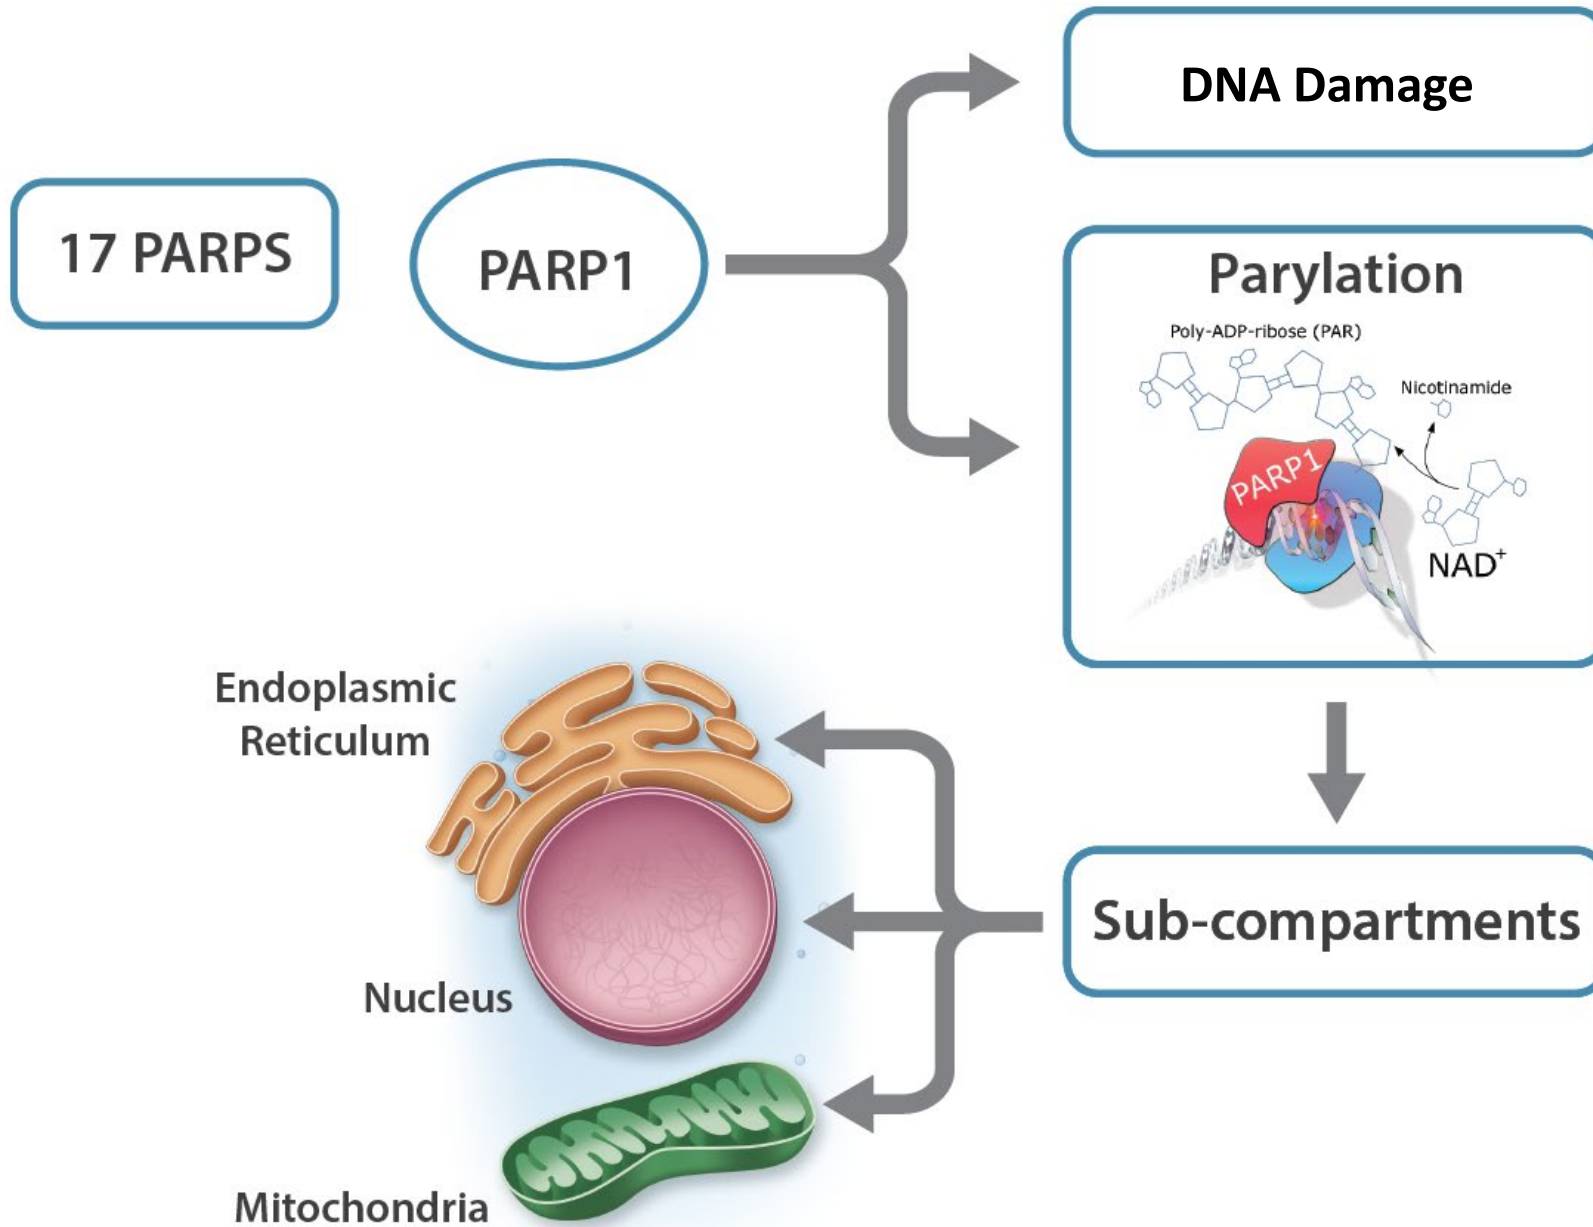 DNA Damage
17 PARPS
PARP1
Parylation
Poly-ADP-ribose (PAR)
Nicotinamide
PARP1
NAD⁺
Endoplasmic
Reticulum
Sub-compartments
Nucleus
Mitochondria